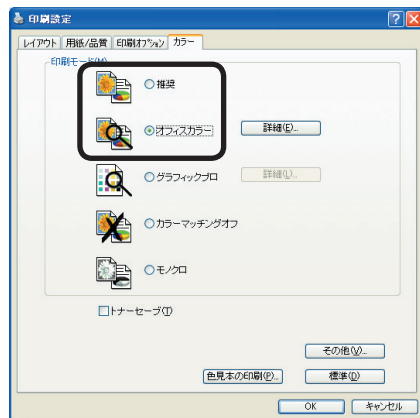 印刷設定
レイアウト 用紙/品質 印刷オプション カラー
印刷モード(M)
推奨
オフィスカラー 詳細(E)...
グラフィックプロ 詳細(L)...
カラーマッチングオフ
モノクロ
トナーセーブ(T)
その他(V)...
色見本の印刷(P)... 標準(D)
OK キャンセル